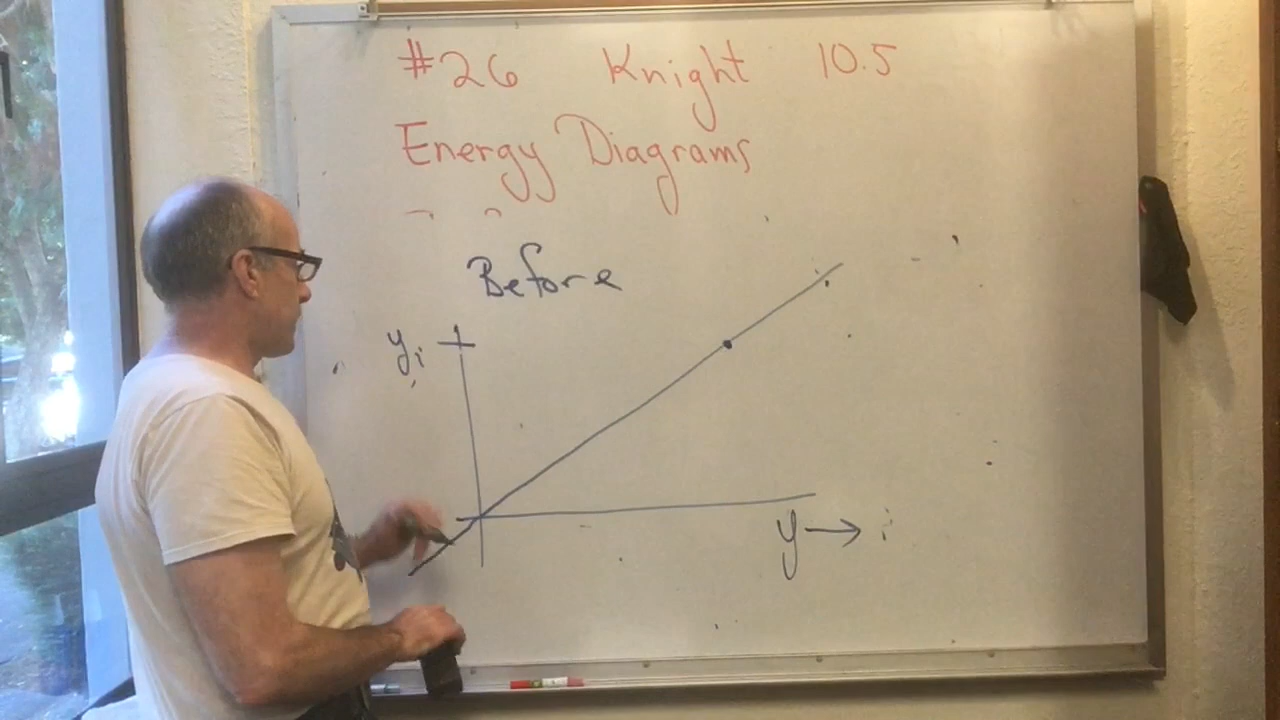 #26 Knight 10.5
Energy Diagrams
Before
yi
y → i